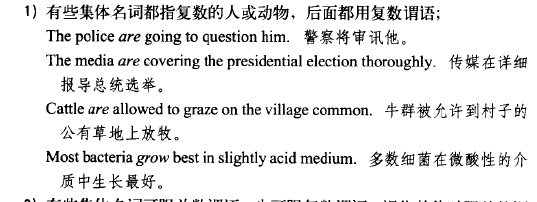 1) 有些集体名词都指复数的人或动物，后面都用复数谓语；
The police are going to question him. 警察将审讯他。
The media are covering the presidential election thoroughly. 传媒在详细
报导总统选举。
Cattle are allowed to graze on the village common. 牛群被允许到村子的
公有草地上放牧。
Most bacteria grow best in slightly acid medium. 多数细菌在微酸性的介
质中生长最好。